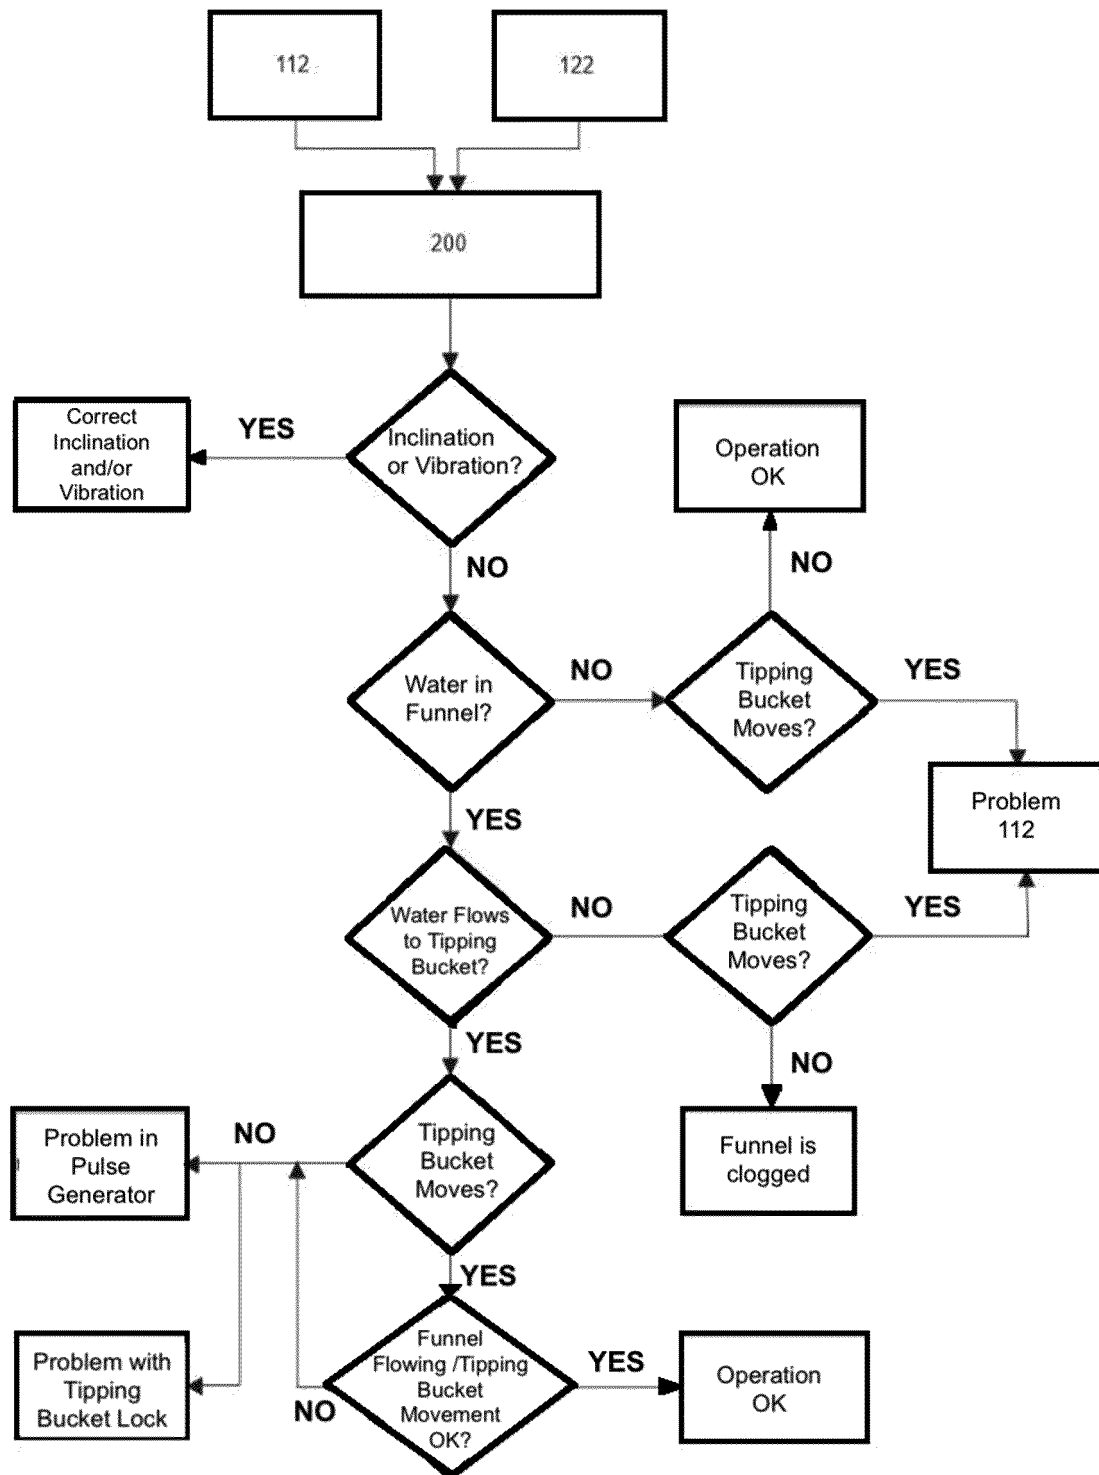 112
122
200
Correct
Inclination
and/or
Vibration
YES
Inclination
or Vibration?
Operation
OK
NO
NO
Water in
Funnel?
NO
Tipping
Bucket
Moves?
YES
YES
Problem
112
Water Flows
to Tipping
Bucket?
NO
Tipping
Bucket
Moves?
YES
YES
NO
Problem in
Pulse
Generator
NO
Tipping
Bucket
Moves?
Funnel is
clogged
YES
Problem with
Tipping
Bucket Lock
NO
Funnel
Flowing /Tipping
Bucket
Movement
OK?
YES
Operation
OK